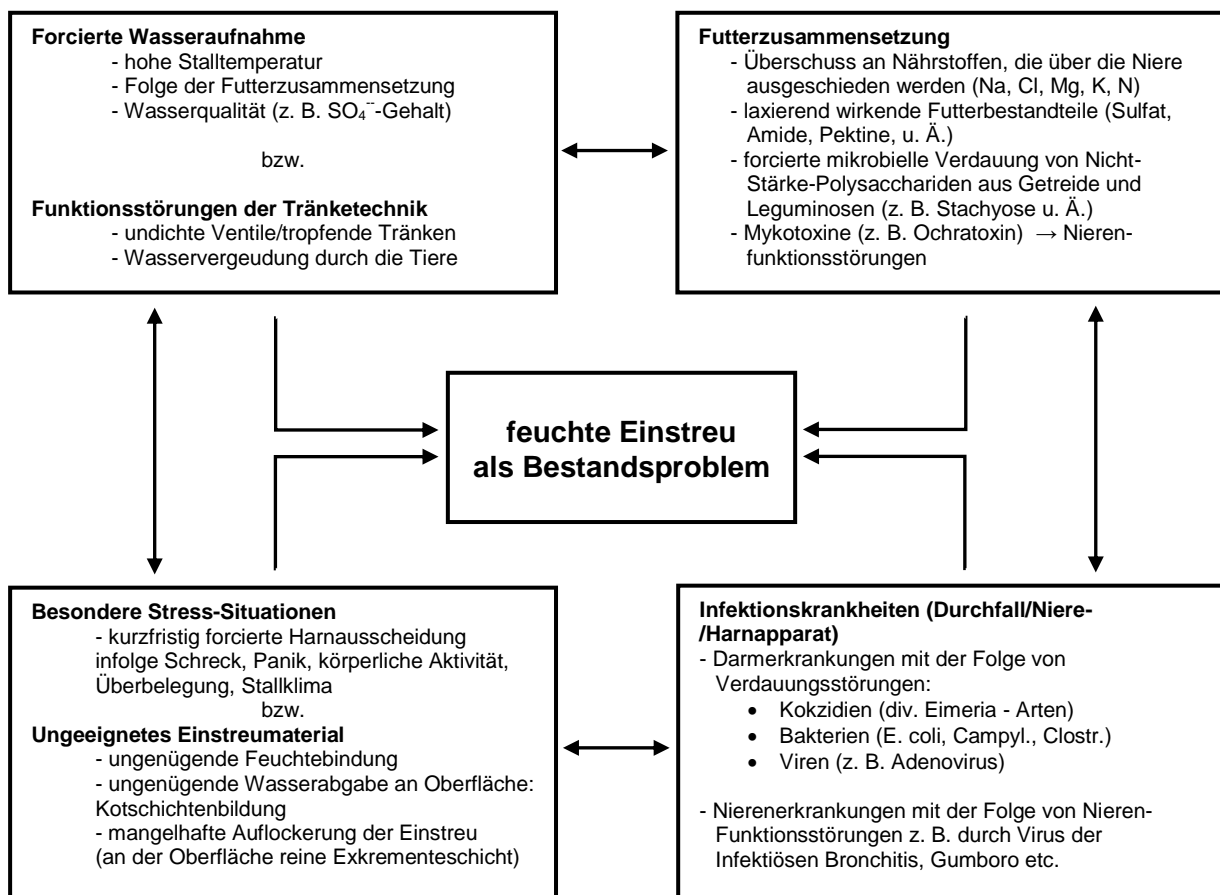 Forcierte Wasseraufnahme
- hohe Stalltemperatur
- Folge der Futterzusammensetzung
- Wasserqualität (z. B. SO₄⁻⁻-Gehalt)
bzw.
Funktionsstörungen der Tränketechnik
- undichte Ventile/tropfende Tränken
- Wasservergeudung durch die Tiere
Futterzusammensetzung
- Überschuss an Nährstoffen, die über die Niere
ausgeschieden werden (Na, Cl, Mg, K, N)
- laxierend wirkende Futterbestandteile (Sulfat,
Amide, Pektine, u. Ä.)
- forcierte mikrobielle Verdauung von Nicht-
Stärke-Polysacchariden aus Getreide und
Leguminosen (z. B. Stachyose u. Ä.)
- Mykotoxine (z. B. Ochratoxin) → Nieren-
funktionsstörungen
feuchte Einstreu
als Bestandsproblem
Besondere Stress-Situationen
- kurzfristig forcierte Harnausscheidung
infolge Schreck, Panik, körperliche Aktivität,
Überbelegung, Stallklima
bzw.
Ungeeignetes Einstreumaterial
- ungenügende Feuchtebindung
- ungenügende Wasserabgabe an Oberfläche:
Kotschichtenbildung
- mangelhafte Auflockerung der Einstreu
(an der Oberfläche reine Exkrementeschicht)
Infektionskrankheiten (Durchfall/Niere-
/Harnapparat)
- Darmerkrankungen mit der Folge von
Verdauungsstörungen:
• Kokzidien (div. Eimeria - Arten)
• Bakterien (E. coli, Campyl., Clostr.)
• Viren (z. B. Adenovirus)
- Nierenerkrankungen mit der Folge von Nieren-
Funktionsstörungen z. B. durch Virus der
Infektiösen Bronchitis, Gumboro etc.